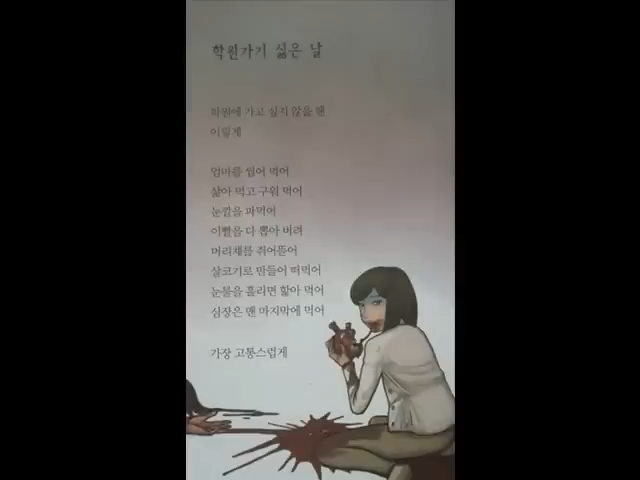 학원가기 싫은 날
학원에 가고 싶지 않을 땐
이렇게
엄마를 씹어 먹어
삶아 먹고 구워 먹어
눈깔을 파먹어
이빨을 다 뽑아 버려
머리채를 쥐어뜯어
살코기로 만들어 떠먹어
눈물을 흘리면 핥아 먹어
심장은 맨 마지막에 먹어
가장 고통스럽게